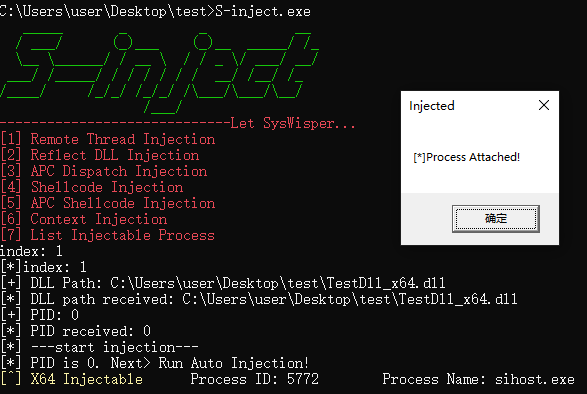 C:\Users\user\Desktop\test>S-inject.exe
S-inject
------------------------------Let SysWisper...
[1] Remote Thread Injection
[2] Reflect DLL Injection
[3] APC Dispatch Injection
[4] Shellcode Injection
[5] APC Shellcode Injection
[6] Context Injection
[7] List Injectable Process
index: 1
[*]index: 1
[+] DLL Path: C:\Users\user\Desktop\test\TestDll_x64.dll
[*] DLL path received: C:\Users\user\Desktop\test\TestDll_x64.dll
[+] PID: 0
[*] PID received: 0
[*] ---start injection---
[*] PID is 0. Next> Run Auto Injection!
[^] X64 Injectable Process ID: 5772 Process Name: sihost.exe
Injected
[*]Process Attached!
确定